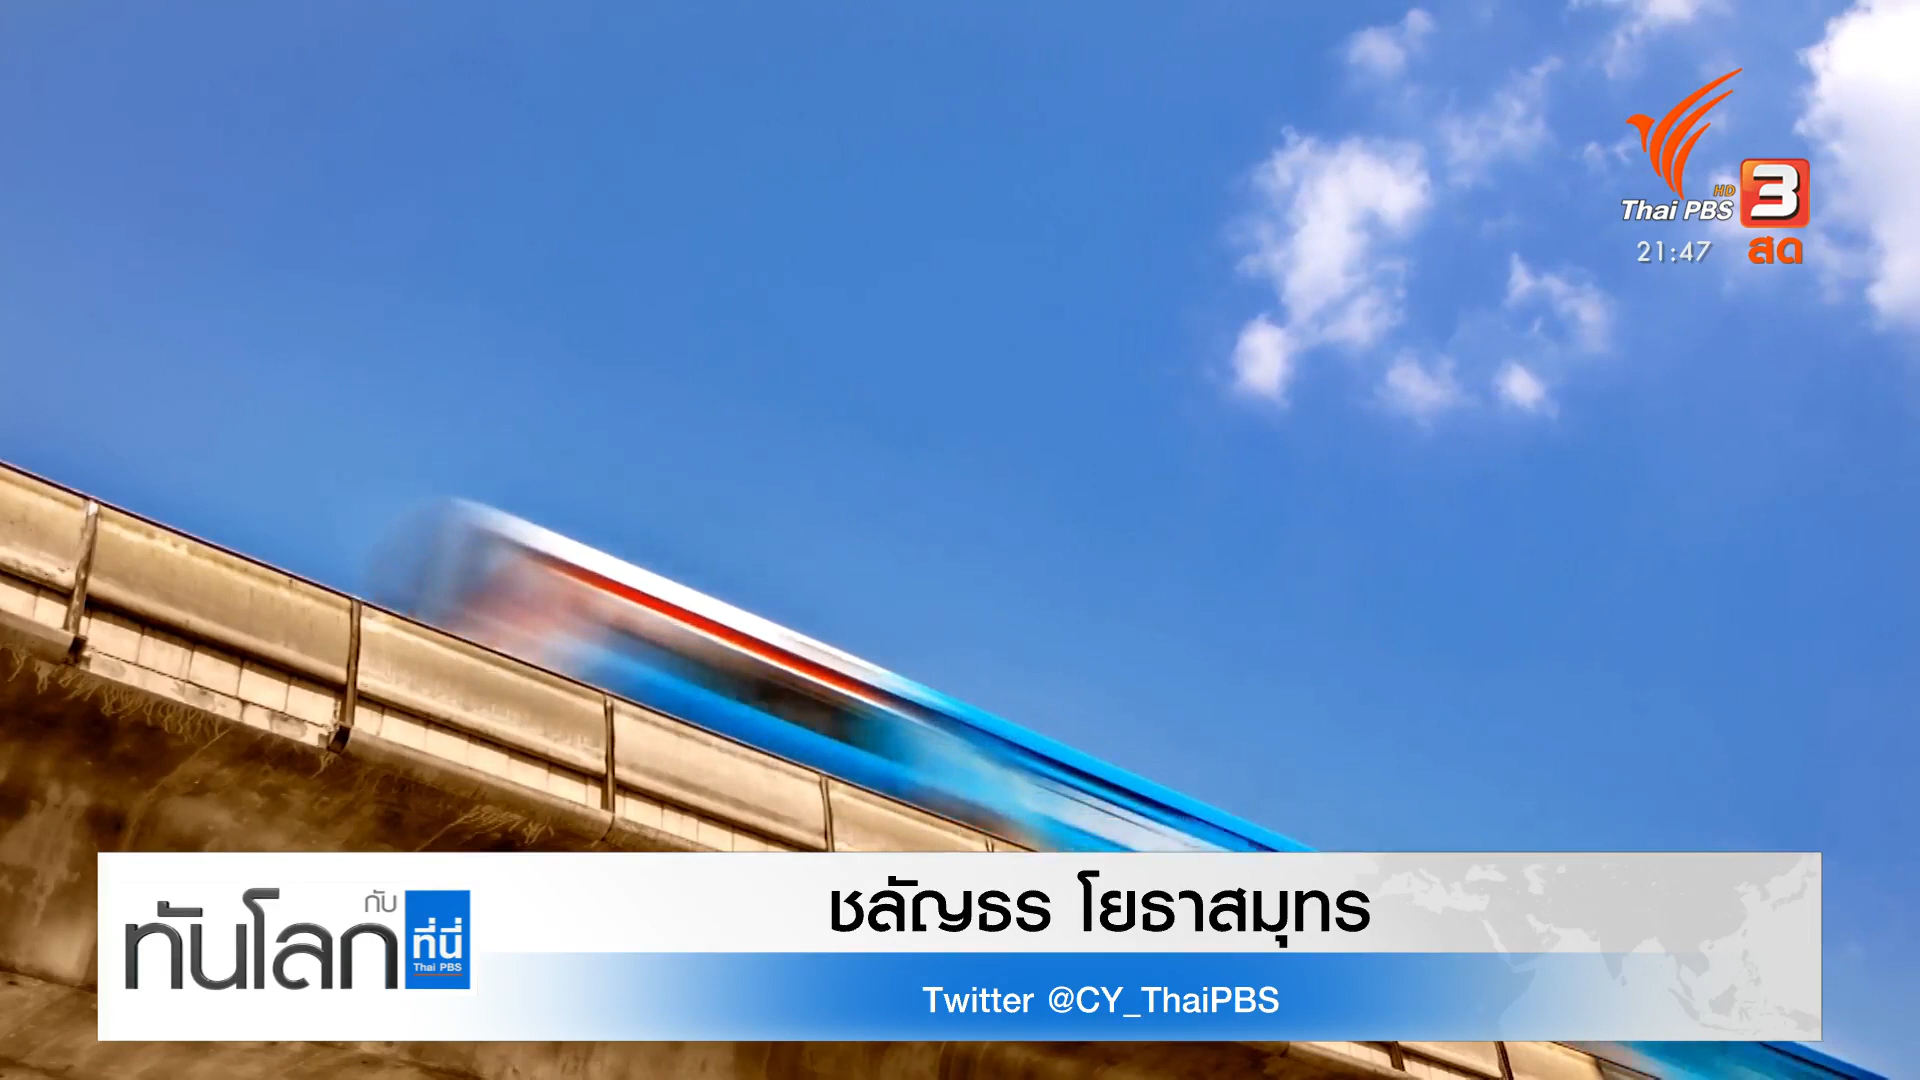 HD
Thai PBS 3
21:47 สด
ทันโลก กับ ที่นี่ Thai PBS
ชลัญธร โยธาสมุทร
Twitter @CY_ThaiPBS